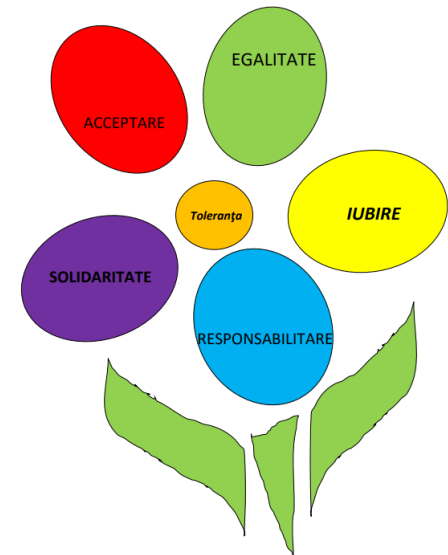 EGALITATE
ACCEPTARE
Toleranţa
IUBIRE
SOLIDARITATE
RESPONSABILITARE